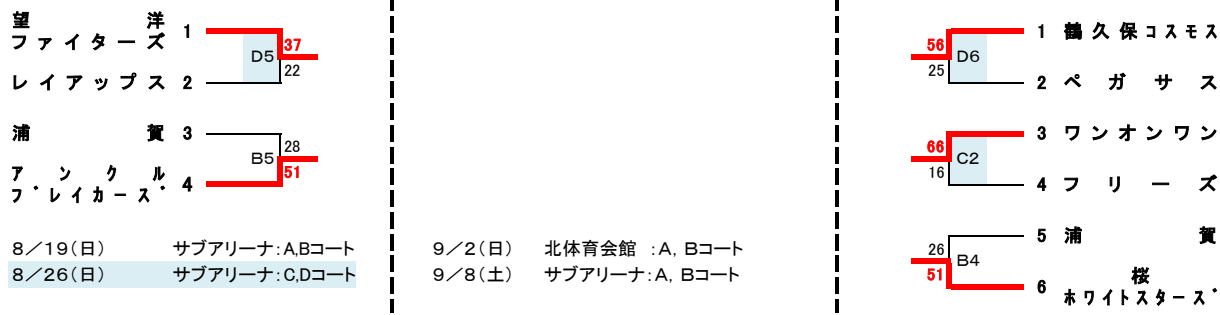 望洋
ファイターズ 1
37
D5
22
レイアップス 2
浦賀 3
28
B5
51
アンクル
ブレイカーズ 4
8／19(日) サブアリーナ:A,Bコート
8／26(日) サブアリーナ:C,Dコート
9／2(日) 北体育会館 :A, Bコート
9／8(土) サブアリーナ:A, Bコート
1 鶴久保コスモス
56
D6
25
2 ペガサス
3 ワンオンワン
66
C2
16
4 フリーズ
5 浦賀
26
B4
51
6 桜
ホワイトスターズ